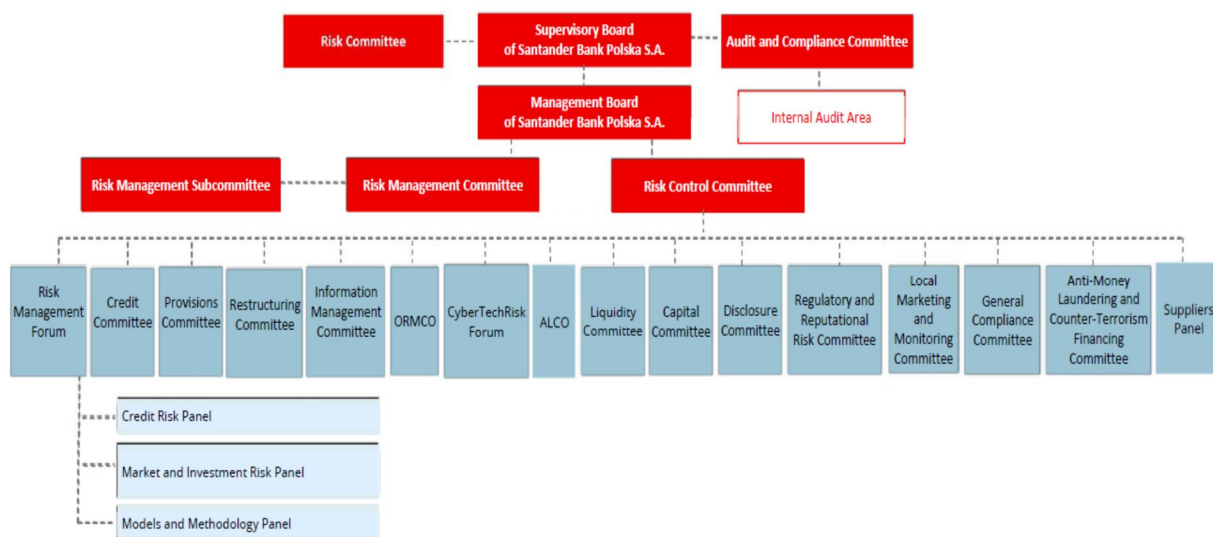 Risk Committee
Supervisory Board
of Santander Bank Polska S.A.
Audit and Compliance Committee
Management Board
of Santander Bank Polska S.A.
Internal Audit Area
Risk Management Subcommittee
Risk Management Committee
Risk Control Committee
Risk
Management
Forum
Credit
Committee
Provisions
Committee
Restructuring
Committee
Information
Management
Committee
ORMCO
CyberTechRisk
Forum
ALCO
Liquidity
Committee
Capital
Committee
Disclosure
Committee
Regulatory and
Reputational
Risk Committee
Local
Marketing
and
Monitoring
Committee
General
Compliance
Committee
Anti-Money
Laundering and
Counter-Terrorism
Financing
Committee
Suppliers
Panel
Credit Risk Panel
Market and Investment Risk Panel
Models and Methodology Panel